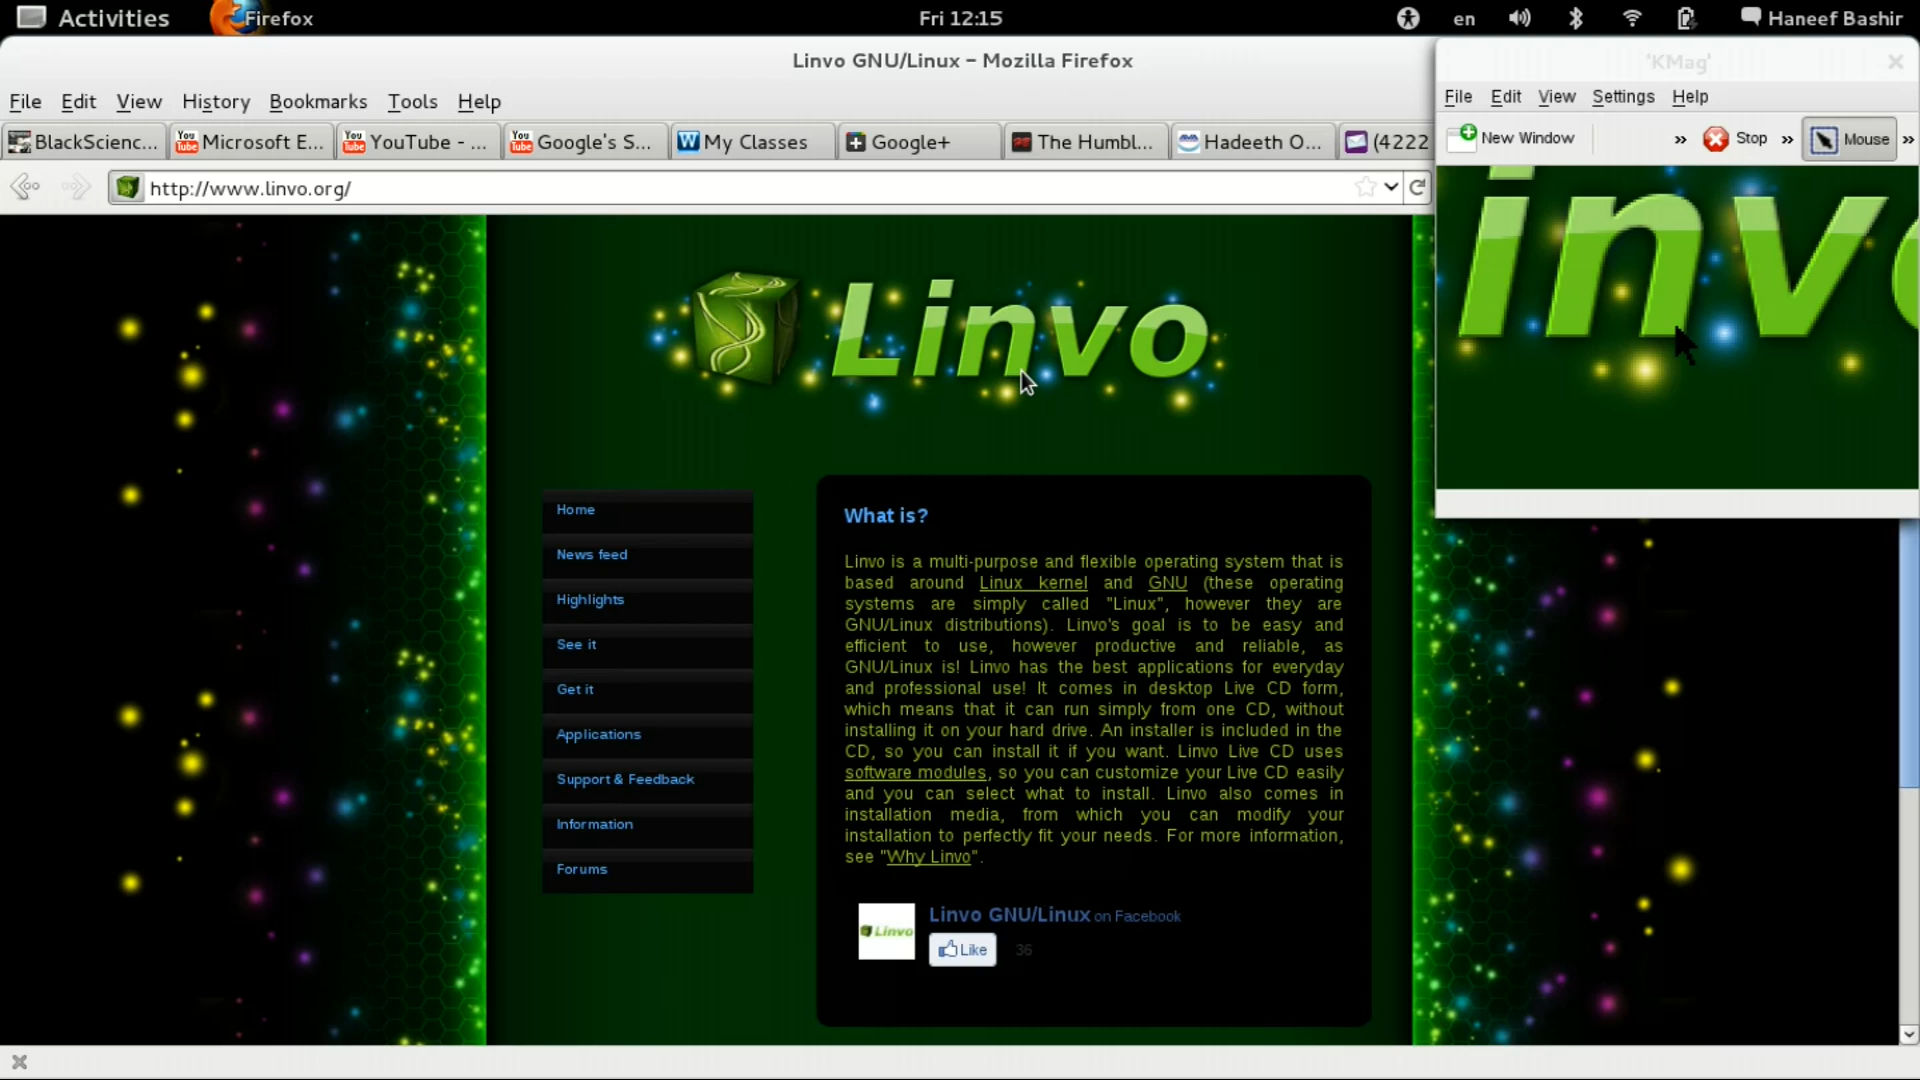 Activities Firefox Fri 12:15 en Haneef Bashir
Linvo GNU/Linux – Mozilla Firefox
File Edit View History Bookmarks Tools Help
BlackScienc... You Tube Microsoft E... You Tube YouTube - ... You Tube Google's S... W My Classes Google+ The Humbl... Hadeeth O... (4222
http://www.linvo.org/
'KMag'
File Edit View Settings Help
New Window » Stop » Mouse »
inv
Linvo
Home
News feed
Highlights
See it
Get it
Applications
Support & Feedback
Information
Forums
What is?
Linvo is a multi-purpose and flexible operating system that is
based around Linux kernel and GNU (these operating
systems are simply called "Linux", however they are
GNU/Linux distributions). Linvo's goal is to be easy and
efficient to use, however productive and reliable, as
GNU/Linux is! Linvo has the best applications for everyday
and professional use! It comes in desktop Live CD form,
which means that it can run simply from one CD, without
installing it on your hard drive. An installer is included in the
CD, so you can install it if you want. Linvo Live CD uses
software modules, so you can customize your Live CD easily
and you can select what to install. Linvo also comes in
installation media, from which you can modify your
installation to perfectly fit your needs. For more information,
see "Why Linvo".
Linvo
Linvo GNU/Linux on Facebook
Like 36